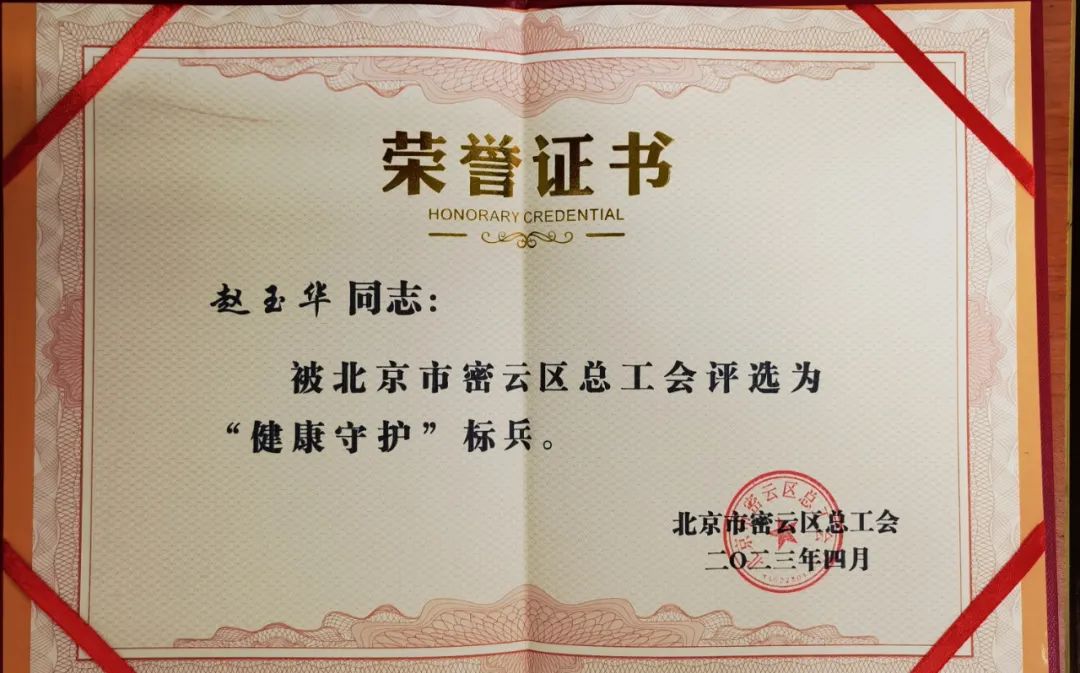 荣誉证书
HONORARY CREDENTIAL
赵玉华 同志:
被北京市密云区总工会评选为
“健康守护”标兵。
北京市密云区总工会
二〇二三年四月